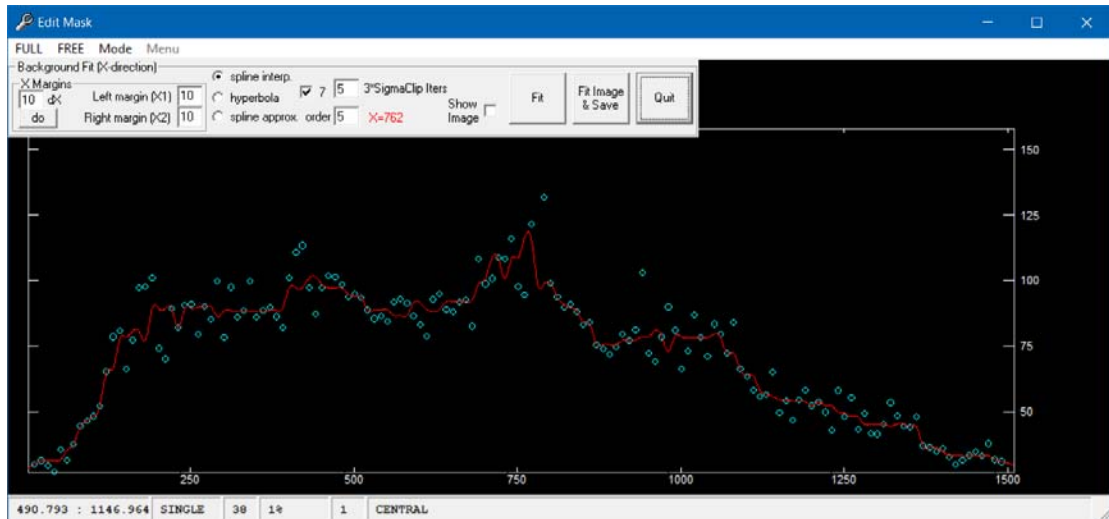 Edit Mask
FULL FREE Mode Menu
Background Fit (X-direction)
X Margins
10 dX
do
Left margin (X1) 10
Right margin (X2) 10
spline interp.
hyperbola
spline approx.
7 5 3*SigmaClip Iters
order 5 X=762
Show Image
Fit
Fit Image & Save
Quit
150
125
100
75
50
250 500 750 1000 1250 1500
490.793 : 1146.964 SINGLE 38 1% 1 CENTRAL